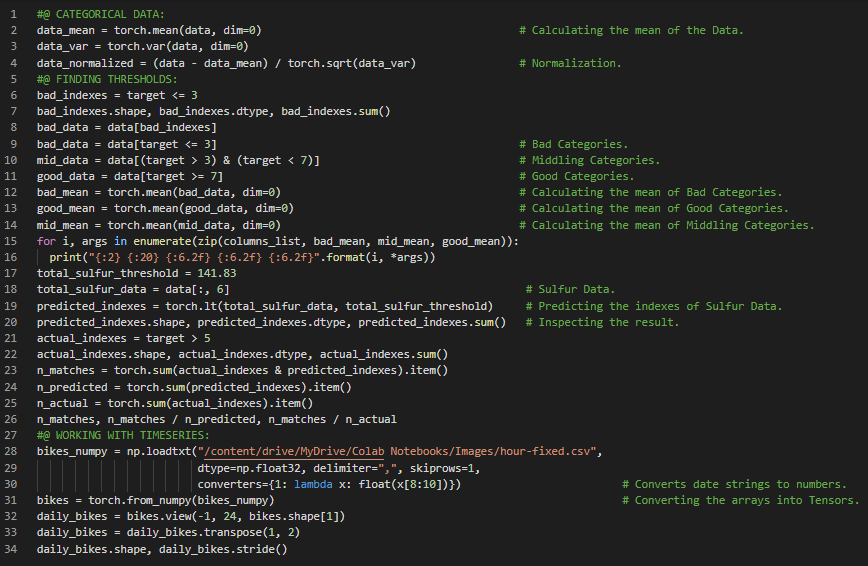 1 #@ CATEGORICAL DATA:
2 data_mean = torch.mean(data, dim=0) # Calculating the mean of the Data.
3 data_var = torch.var(data, dim=0)
4 data_normalized = (data - data_mean) / torch.sqrt(data_var) # Normalization.
5 #@ FINDING THRESHOLDS:
6 bad_indexes = target <= 3
7 bad_indexes.shape, bad_indexes.dtype, bad_indexes.sum()
8 bad_data = data[bad_indexes]
9 bad_data = data[target <= 3] # Bad Categories.
10 mid_data = data[(target > 3) & (target < 7)] # Middling Categories.
11 good_data = data[target >= 7] # Good Categories.
12 bad_mean = torch.mean(bad_data, dim=0) # Calculating the mean of Bad Categories.
13 good_mean = torch.mean(good_data, dim=0) # Calculating the mean of Good Categories.
14 mid_mean = torch.mean(mid_data, dim=0) # Calculating the mean of Middling Categories.
15 for i, args in enumerate(zip(columns_list, bad_mean, mid_mean, good_mean)):
16 print("{:2} {:20} {:6.2f} {:6.2f} {:6.2f}".format(i, *args))
17 total_sulfur_threshold = 141.83
18 total_sulfur_data = data[:, 6] # Sulfur Data.
19 predicted_indexes = torch.lt(total_sulfur_data, total_sulfur_threshold) # Predicting the indexes of Sulfur Data.
20 predicted_indexes.shape, predicted_indexes.dtype, predicted_indexes.sum() # Inspecting the result.
21 actual_indexes = target > 5
22 actual_indexes.shape, actual_indexes.dtype, actual_indexes.sum()
23 n_matches = torch.sum(actual_indexes & predicted_indexes).item()
24 n_predicted = torch.sum(predicted_indexes).item()
25 n_actual = torch.sum(actual_indexes).item()
26 n_matches, n_matches / n_predicted, n_matches / n_actual
27 #@ WORKING WITH TIMESERIES:
28 bikes_numpy = np.loadtxt("/content/drive/MyDrive/Colab Notebooks/Images/hour-fixed.csv",
29 dtype=np.float32, delimiter=",", skiprows=1,
30 converters={1: lambda x: float(x[8:10])}) # Converts date strings to numbers.
31 bikes = torch.from_numpy(bikes_numpy) # Converting the arrays into Tensors.
32 daily_bikes = bikes.view(-1, 24, bikes.shape[1])
33 daily_bikes = daily_bikes.transpose(1, 2)
34 daily_bikes.shape, daily_bikes.stride()